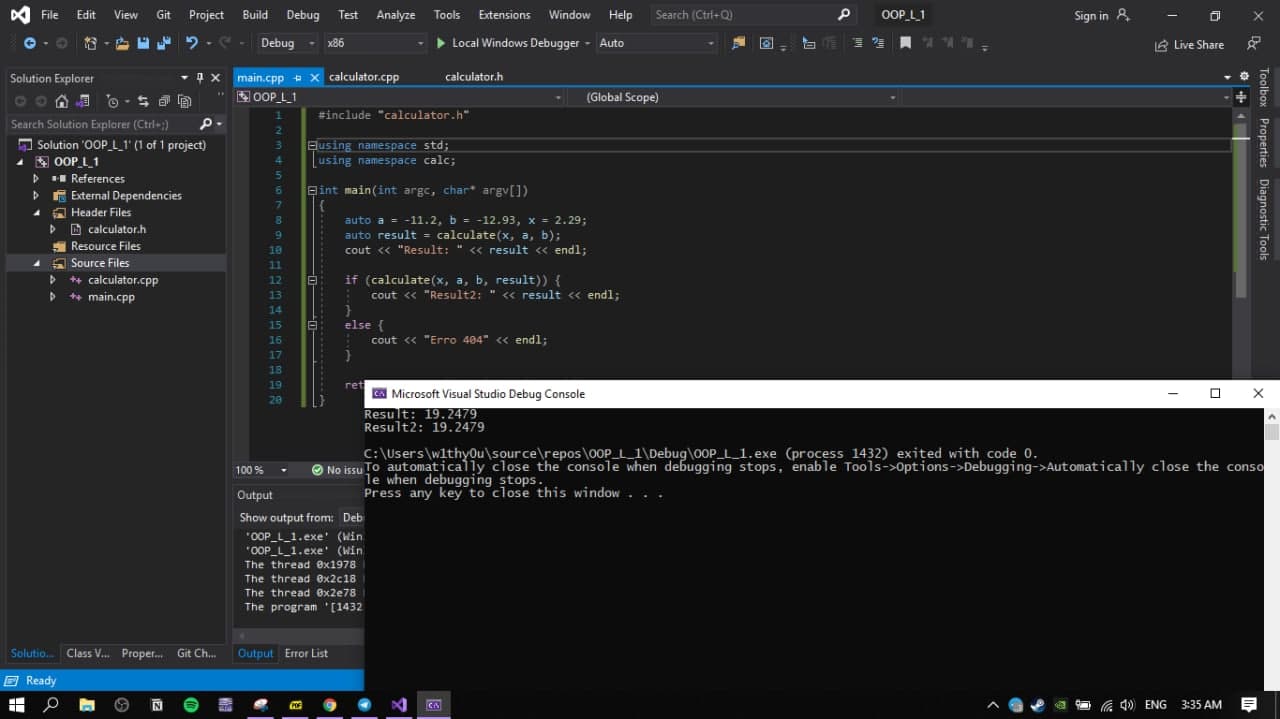 File Edit View Git Project Build Debug Test Analyze Tools Extensions Window Help Search (Ctrl+Q) OOP_L_1 Sign in
Debug x86 Local Windows Debugger Auto Live Share
Solution Explorer
Search Solution Explorer (Ctrl+;)
Solution 'OOP_L_1' (1 of 1 project)
OOP_L_1
References
External Dependencies
Header Files
calculator.h
Resource Files
Source Files
calculator.cpp
main.cpp
Soluti... Class V... Proper... Git Ch...
main.cpp calculator.cpp calculator.h
OOP_L_1 (Global Scope)
1 #include "calculator.h"
2
3 using namespace std;
4 using namespace calc;
5
6 int main(int argc, char* argv[])
7 {
8 auto a = -11.2, b = -12.93, x = 2.29;
9 auto result = calculate(x, a, b);
10 cout << "Result: " << result << endl;
11
12 if (calculate(x, a, b, result)) {
13 cout << "Result2: " << result << endl;
14 }
15 else {
16 cout << "Erro 404" << endl;
17 }
18
19 ret
20 }
100 % No issu
Output
Show output from: Deb
'OOP_L_1.exe' (Win
'OOP_L_1.exe' (Win
The thread 0x1978
The thread 0x2c18
The thread 0x2e78
The program '[1432
Output Error List
Microsoft Visual Studio Debug Console
Result: 19.2479
Result2: 19.2479
C:\Users\w1thy0u\source\repos\OOP_L_1\Debug\OOP_L_1.exe (process 1432) exited with code 0.
To automatically close the console when debugging stops, enable Tools->Options->Debugging->Automatically close the conso
le when debugging stops.
Press any key to close this window . . .
Toolbox
Properties
Diagnostic Tools
Ready
ENG 3:35 AM